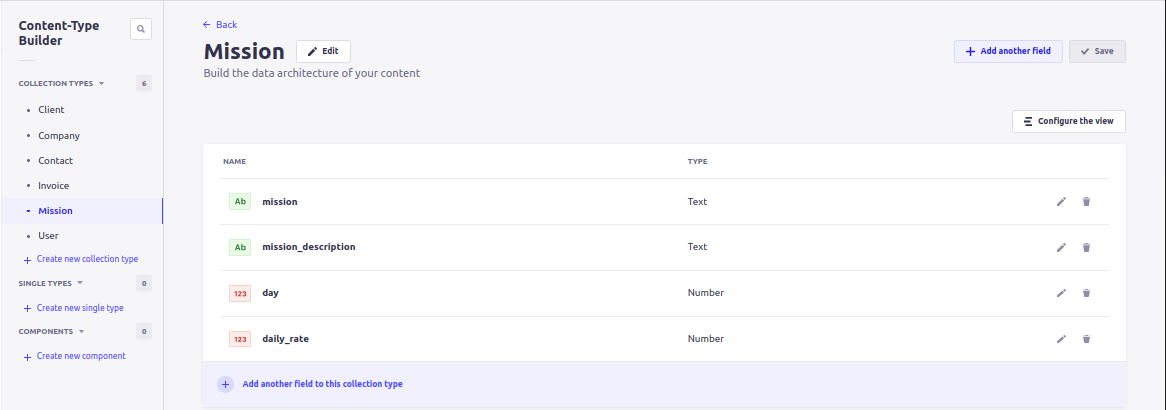 Content-Type
Builder
COLLECTION TYPES
6
Client
Company
Contact
Invoice
Mission
User
Create new collection type
SINGLE TYPES
0
Create new single type
COMPONENTS
0
Create new component
Back
Mission
Edit
Build the data architecture of your content
Add another field
Save
Configure the view
NAME TYPE
Ab mission Text
Ab mission_description Text
123 day Number
123 daily_rate Number
Add another field to this collection type